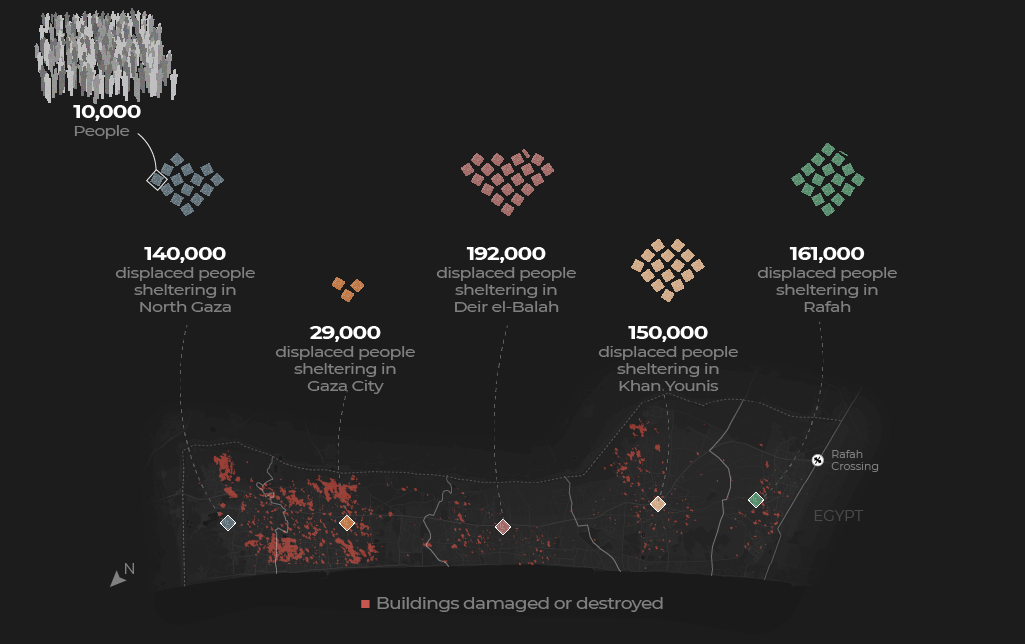 10,000
People
140,000
displaced people
sheltering in
North Gaza
29,000
displaced people
sheltering in
Gaza City
192,000
displaced people
sheltering in
Deir el-Balah
150,000
displaced people
sheltering in
Khan Younis
161,000
displaced people
sheltering in
Rafah
Rafah
Crossing
EGYPT
N
Buildings damaged or destroyed